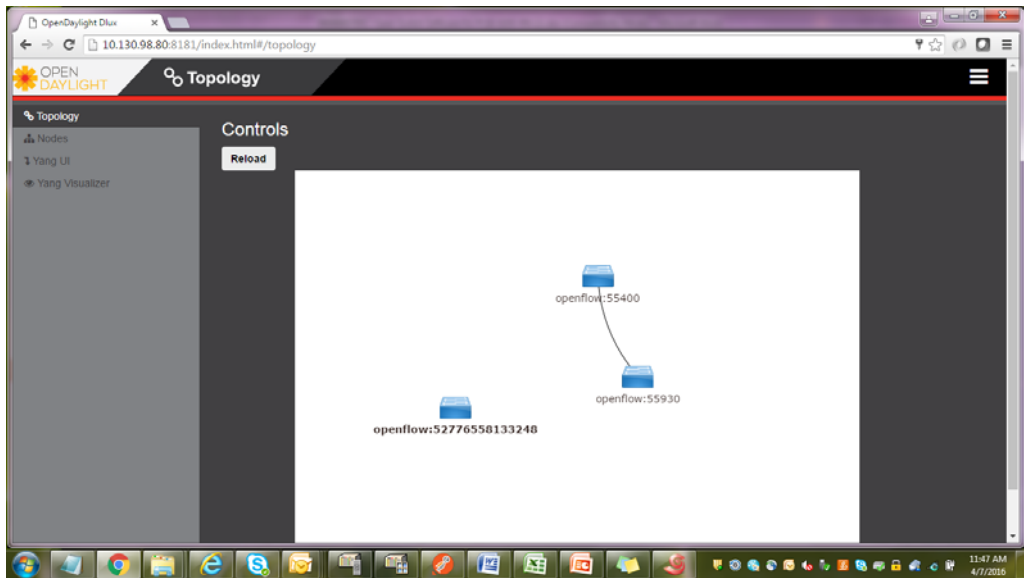 OpenDaylight Dlux
10.130.98.80:8181/index.html#/topology
OPEN
DAYLIGHT
Topology
Topology
Nodes
Yang UI
Yang Visualizer
Controls
Reload
openflow:55400
openflow:55930
openflow:52776558133248
11:47 AM
4/7/2016